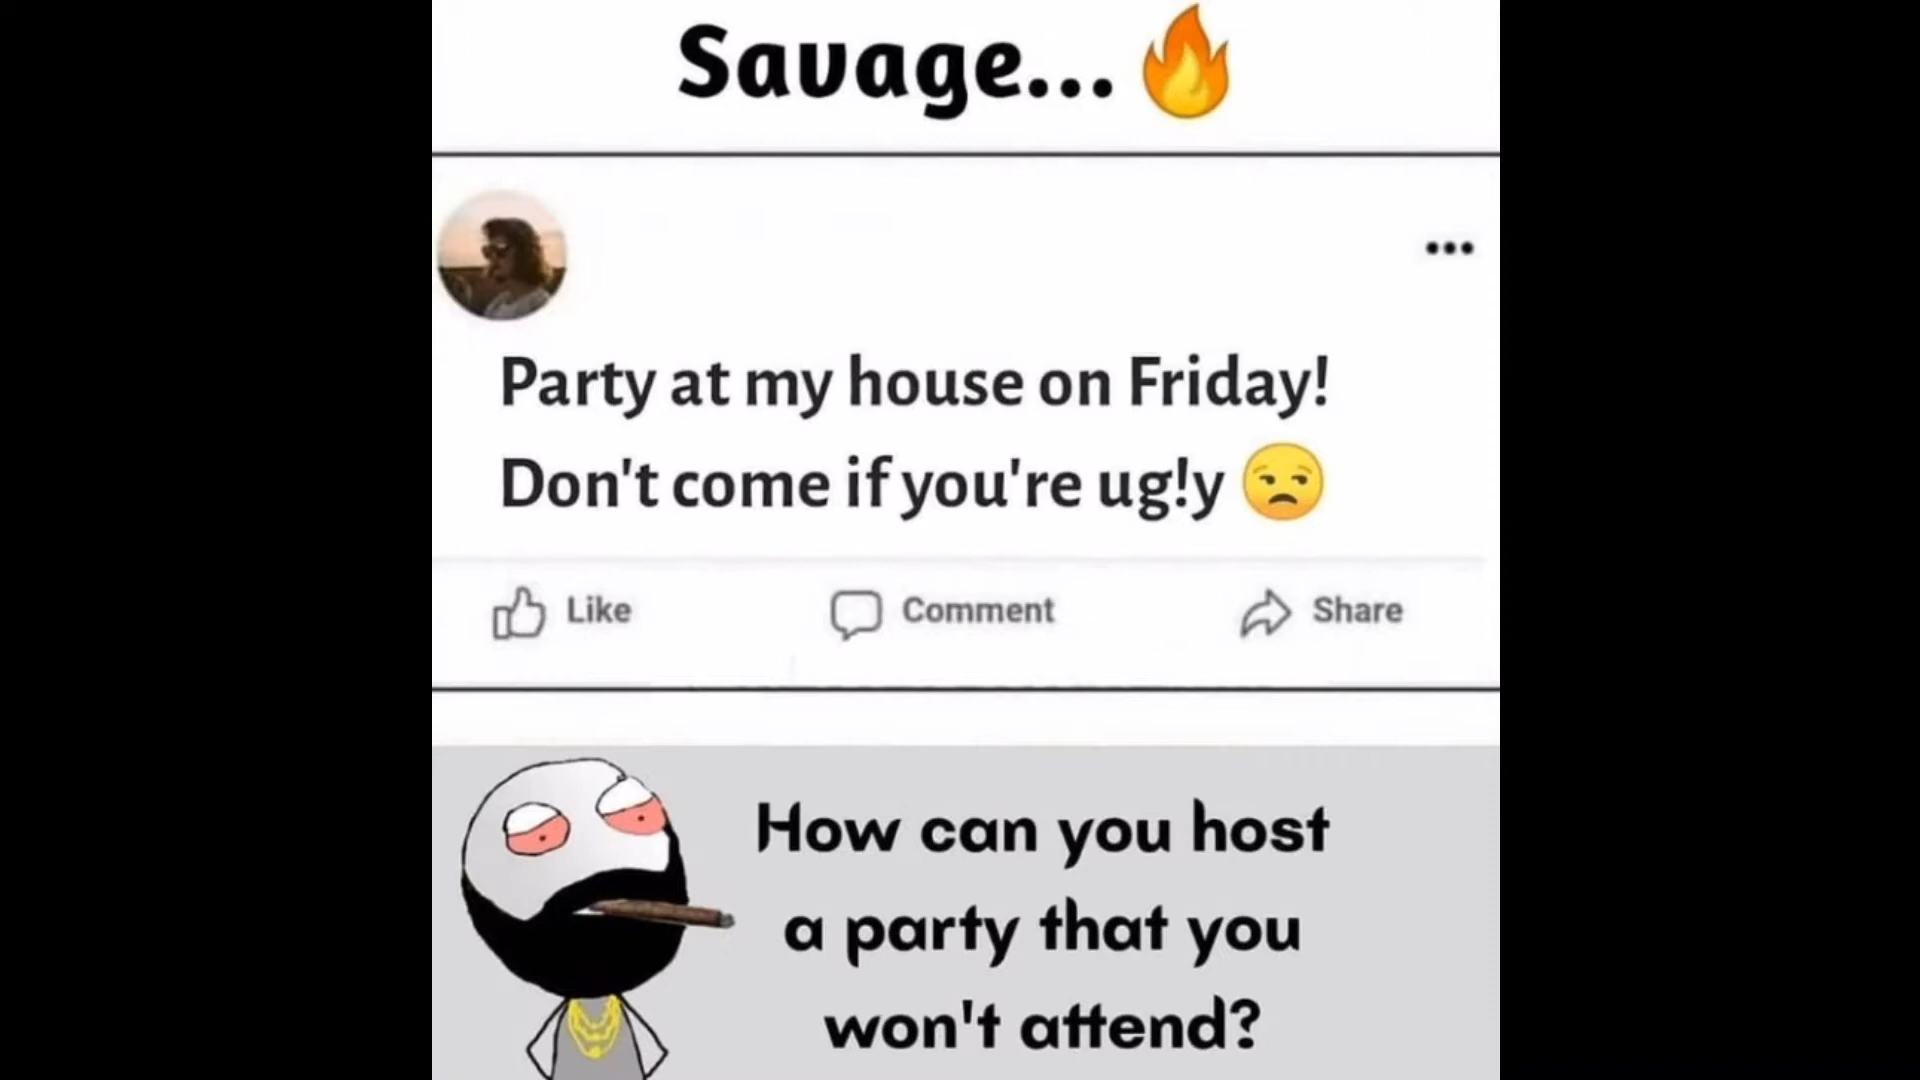 Savage...🔥
Party at my house on Friday!
Don't come if you're ug!y 😒
Like
Comment
Share
How can you host
a party that you
won't attend?